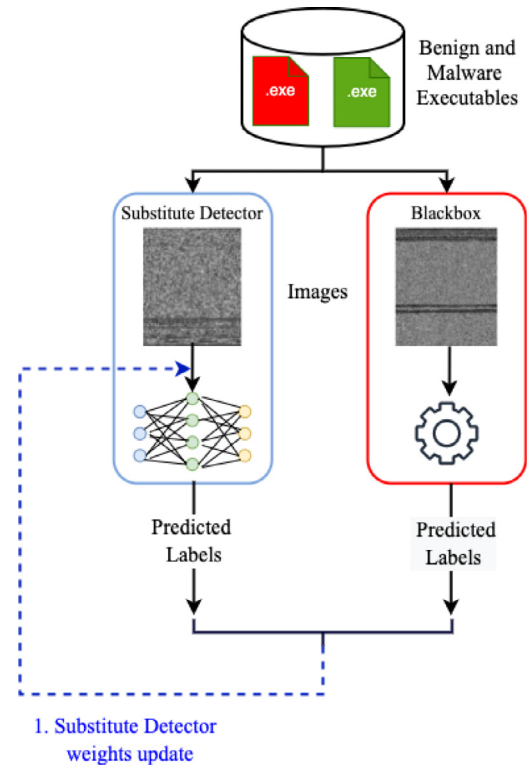 Benign and
Malware
Executables
.exe
.exe
Substitute Detector
Blackbox
Images
Predicted
Labels
Predicted
Labels
1. Substitute Detector
weights update